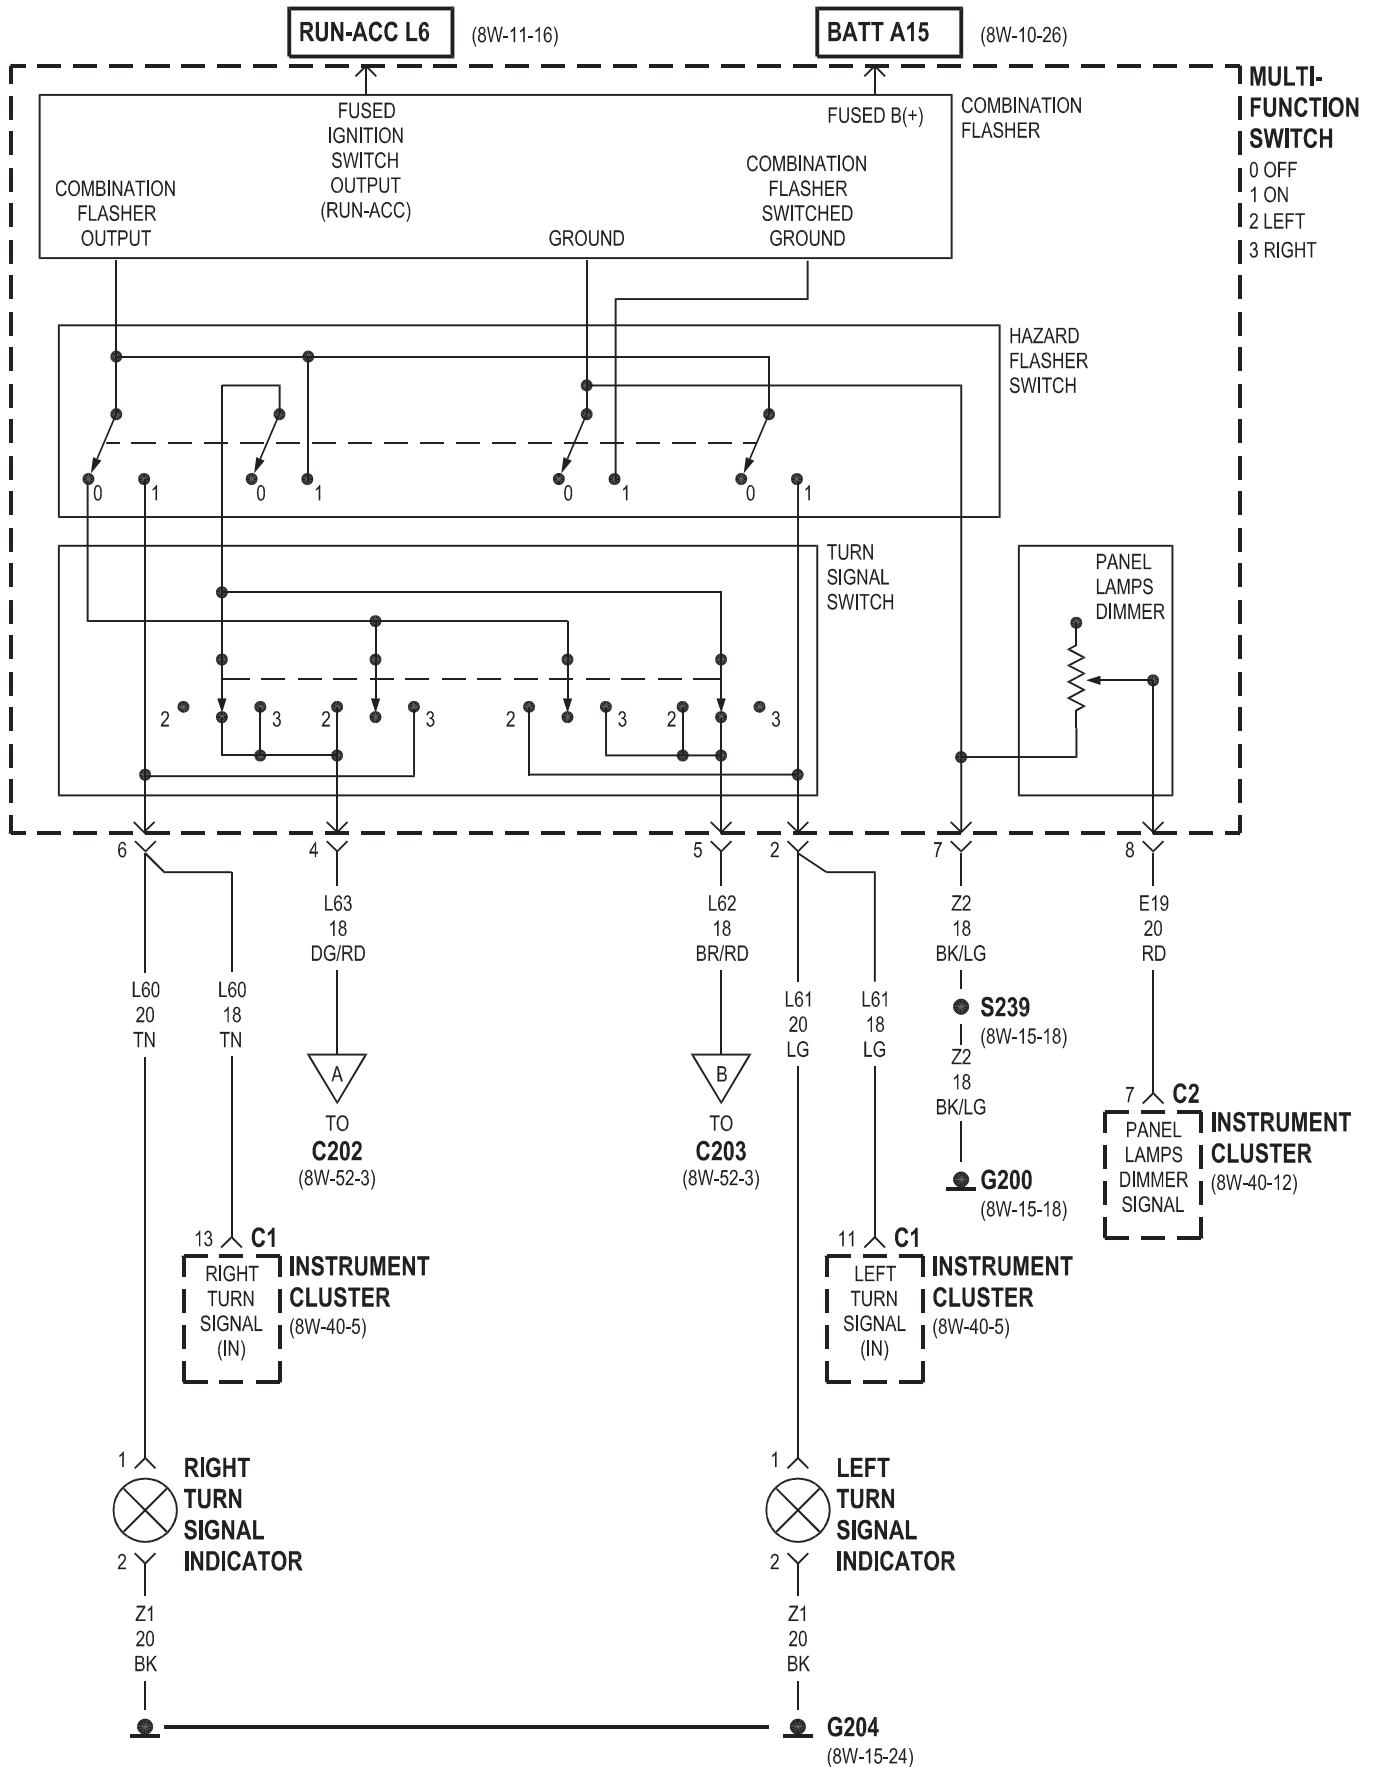 RUN-ACC L6
(8W-11-16)
BATT A15
(8W-10-26)
MULTI-
FUNCTION
SWITCH
0 OFF
1 ON
2 LEFT
3 RIGHT
COMBINATION
FLASHER
FUSED
IGNITION
SWITCH
OUTPUT
(RUN-ACC)
FUSED B(+)
COMBINATION
FLASHER
OUTPUT
GROUND
COMBINATION
FLASHER
SWITCHED
GROUND
HAZARD
FLASHER
SWITCH
0 1 0 1 0 1 0 1
TURN
SIGNAL
SWITCH
PANEL
LAMPS
DIMMER
2 3 2 3 2 3 2 3
6 4 5 2 7 8
L63
18
DG/RD
L62
18
BR/RD
Z2
18
BK/LG
E19
20
RD
L60
20
TN
L60
18
TN
L61
20
LG
L61
18
LG
S239
(8W-15-18)
Z2
18
BK/LG
A
TO
C202
(8W-52-3)
B
TO
C203
(8W-52-3)
G200
(8W-15-18)
7 C2
PANEL
LAMPS
DIMMER
SIGNAL
INSTRUMENT
CLUSTER
(8W-40-12)
13 C1
RIGHT
TURN
SIGNAL
(IN)
INSTRUMENT
CLUSTER
(8W-40-5)
11 C1
LEFT
TURN
SIGNAL
(IN)
INSTRUMENT
CLUSTER
(8W-40-5)
1
RIGHT
TURN
SIGNAL
INDICATOR
2
1
LEFT
TURN
SIGNAL
INDICATOR
2
Z1
20
BK
Z1
20
BK
G204
(8W-15-24)